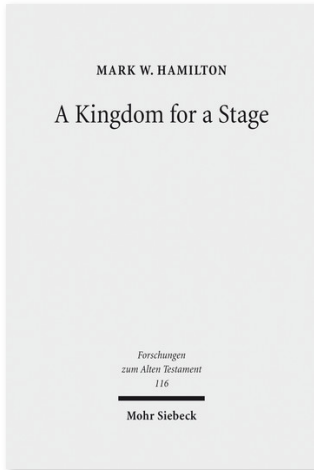 MARK W. HAMILTON
A Kingdom for a Stage
Forschungen
zum Alten Testament
116
Mohr Siebeck